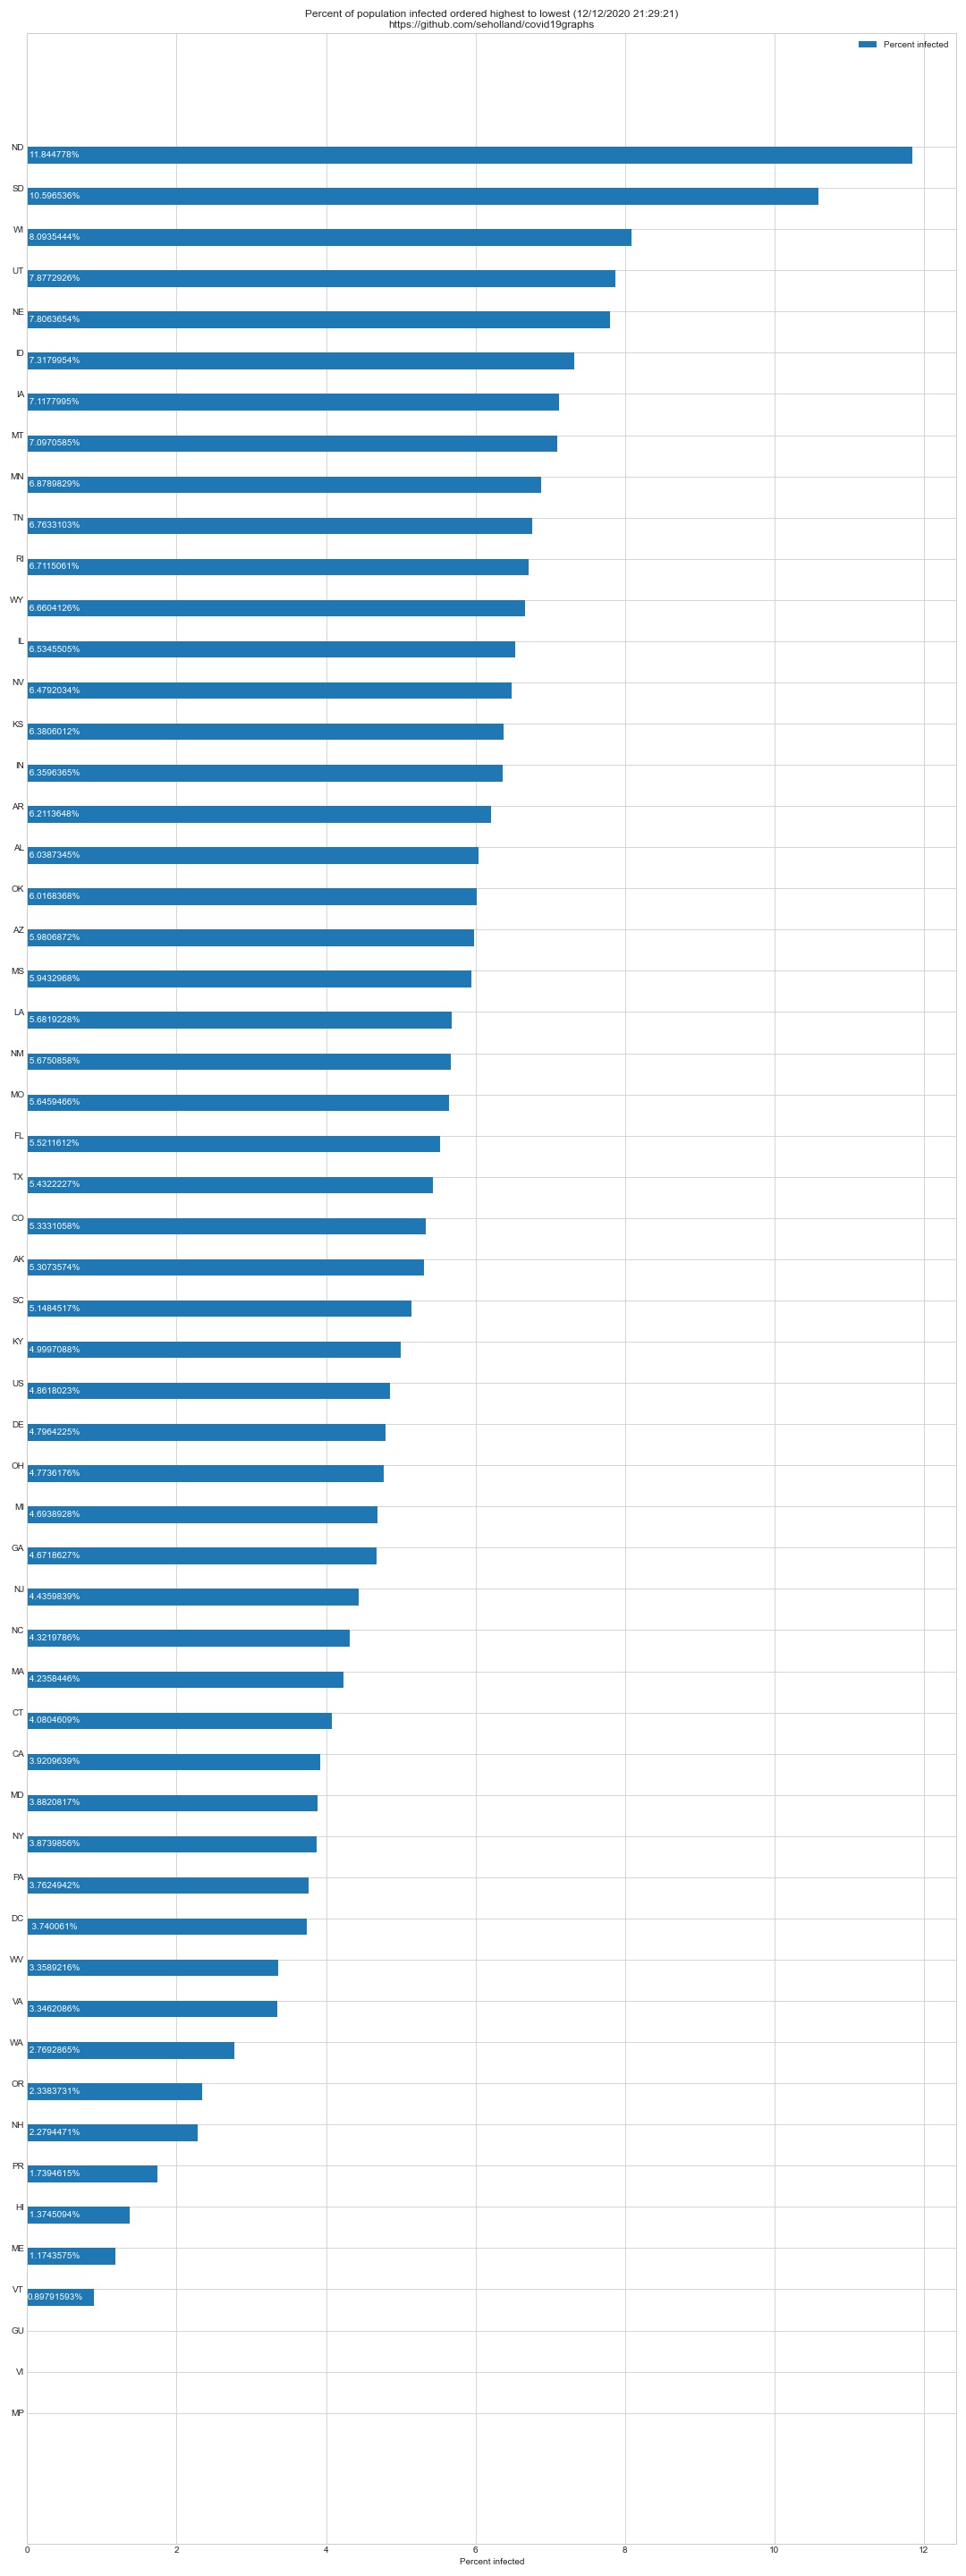 Percent of population infected ordered highest to lowest (12/12/2020 21:29:21)
https://github.com/seholland/covid19graphs
Percent infected
ND 11.844778%
SD 10.596536%
WI 8.0935444%
UT 7.8772926%
NE 7.8063654%
ID 7.3179954%
IA 7.1177995%
MT 7.0970585%
MN 6.8789829%
TN 6.7633103%
RI 6.7115061%
WY 6.6604126%
IL 6.5345505%
NV 6.4792034%
KS 6.3806012%
IN 6.3596365%
AR 6.2113648%
AL 6.0387345%
OK 6.0168368%
AZ 5.9806872%
MS 5.9432968%
LA 5.6819228%
NM 5.6750858%
MO 5.6459466%
FL 5.5211612%
TX 5.4322227%
CO 5.3331058%
AK 5.3073574%
SC 5.1484517%
KY 4.9997088%
US 4.8618023%
DE 4.7964225%
OH 4.7736176%
MI 4.6938928%
GA 4.6718627%
NJ 4.4359839%
NC 4.3219786%
MA 4.2358446%
CT 4.0804609%
CA 3.9209639%
MD 3.8820817%
NY 3.8739856%
PA 3.7624942%
DC 3.740061%
WV 3.3589216%
VA 3.3462086%
WA 2.7692865%
OR 2.3383731%
NH 2.2794471%
PR 1.7394615%
HI 1.3745094%
ME 1.1743575%
VT 0.89791593%
GU
VI
MP
0 2 4 6 8 10 12
Percent infected